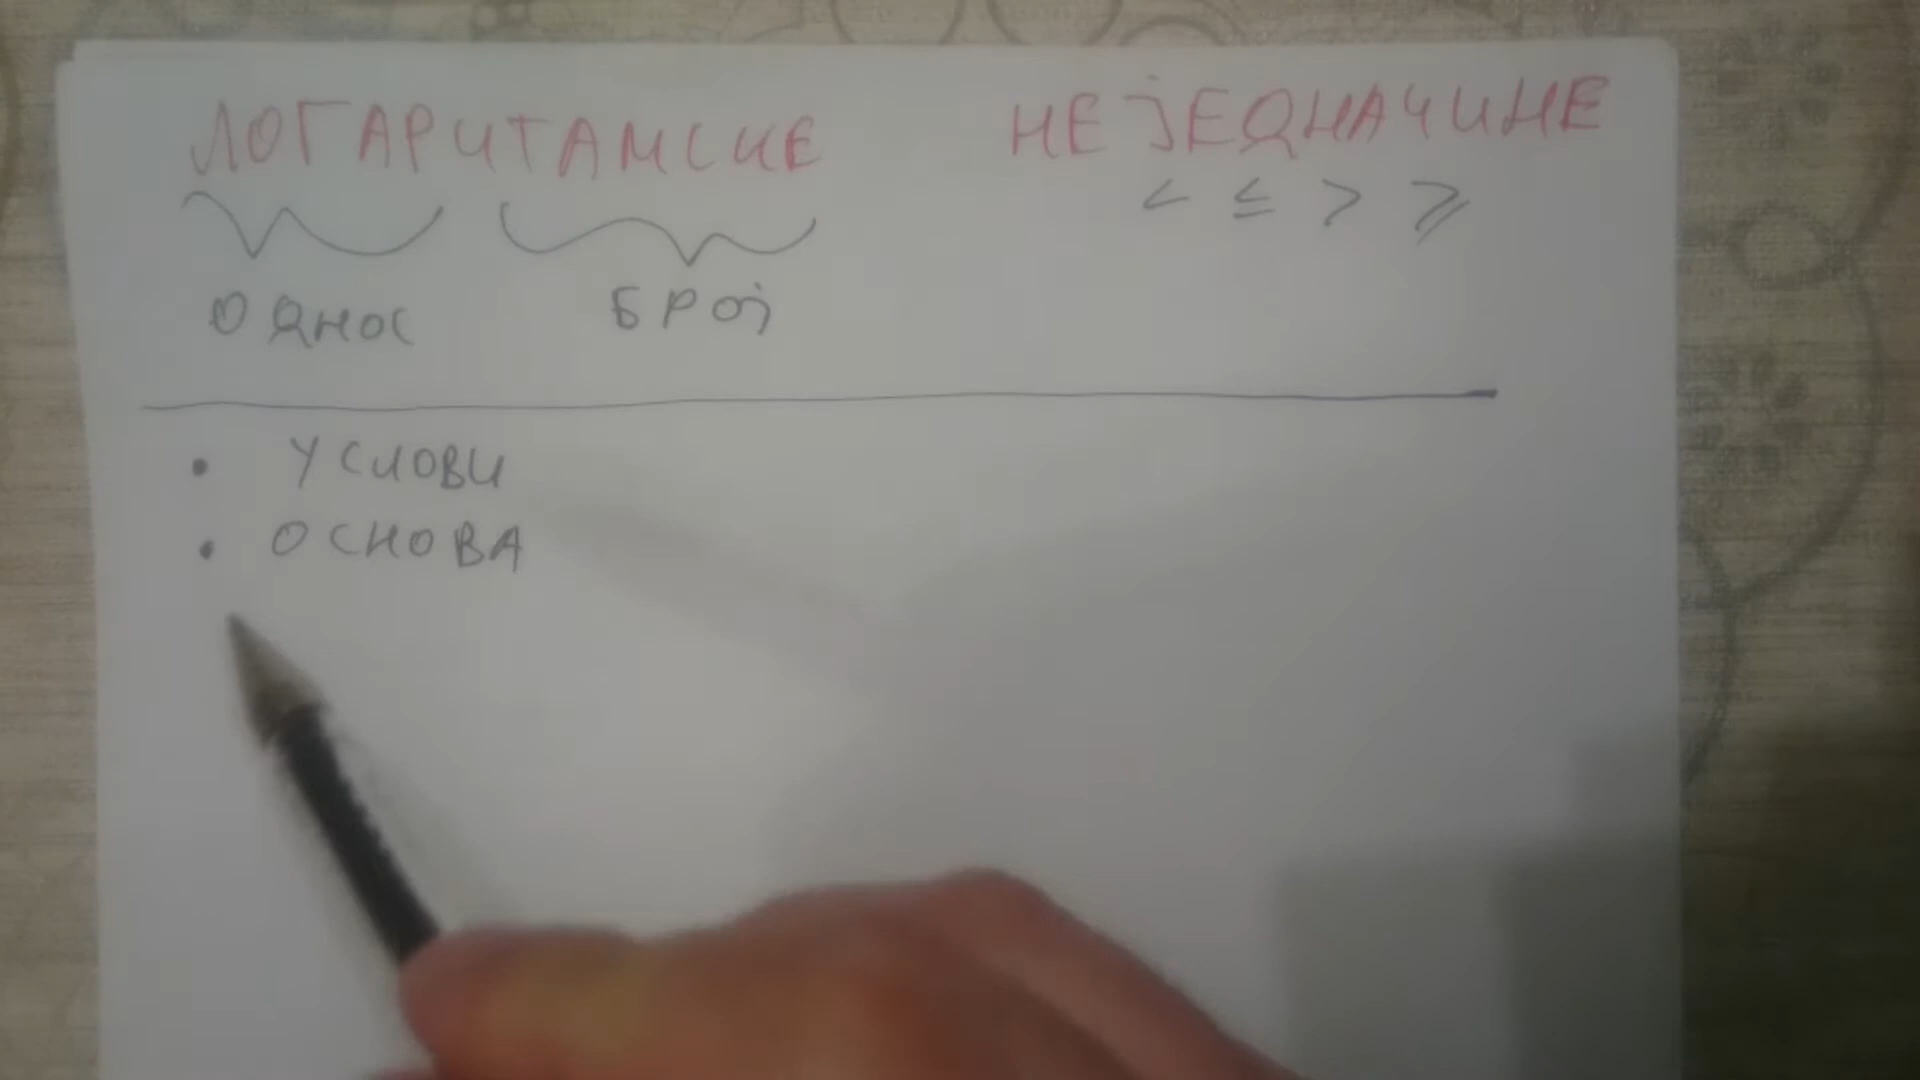 ЛОГАРИТАМСКЕ НЕЈЕДНАЧИНЕ
< ≤ > ≥
ОДНОС БРОЈ
• УСЛОВИ
• ОСНОВА